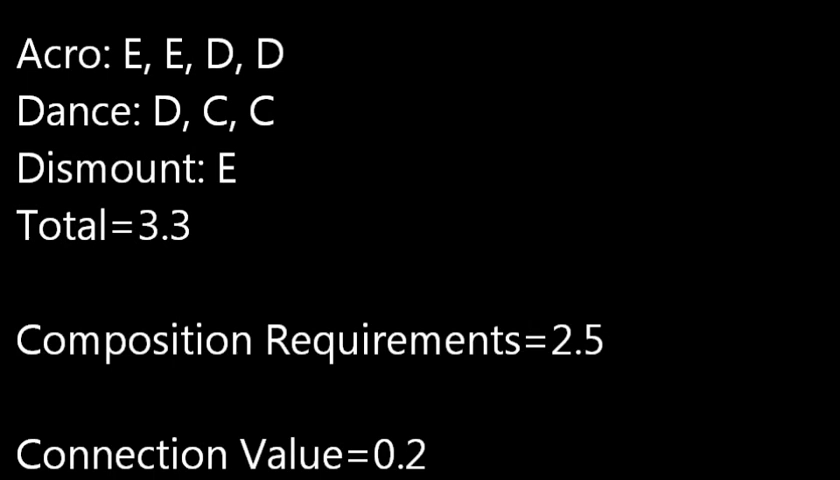 Acro: E, E, D, D
Dance: D, C, C
Dismount: E
Total=3.3
Composition Requirements=2.5
Connection Value=0.2